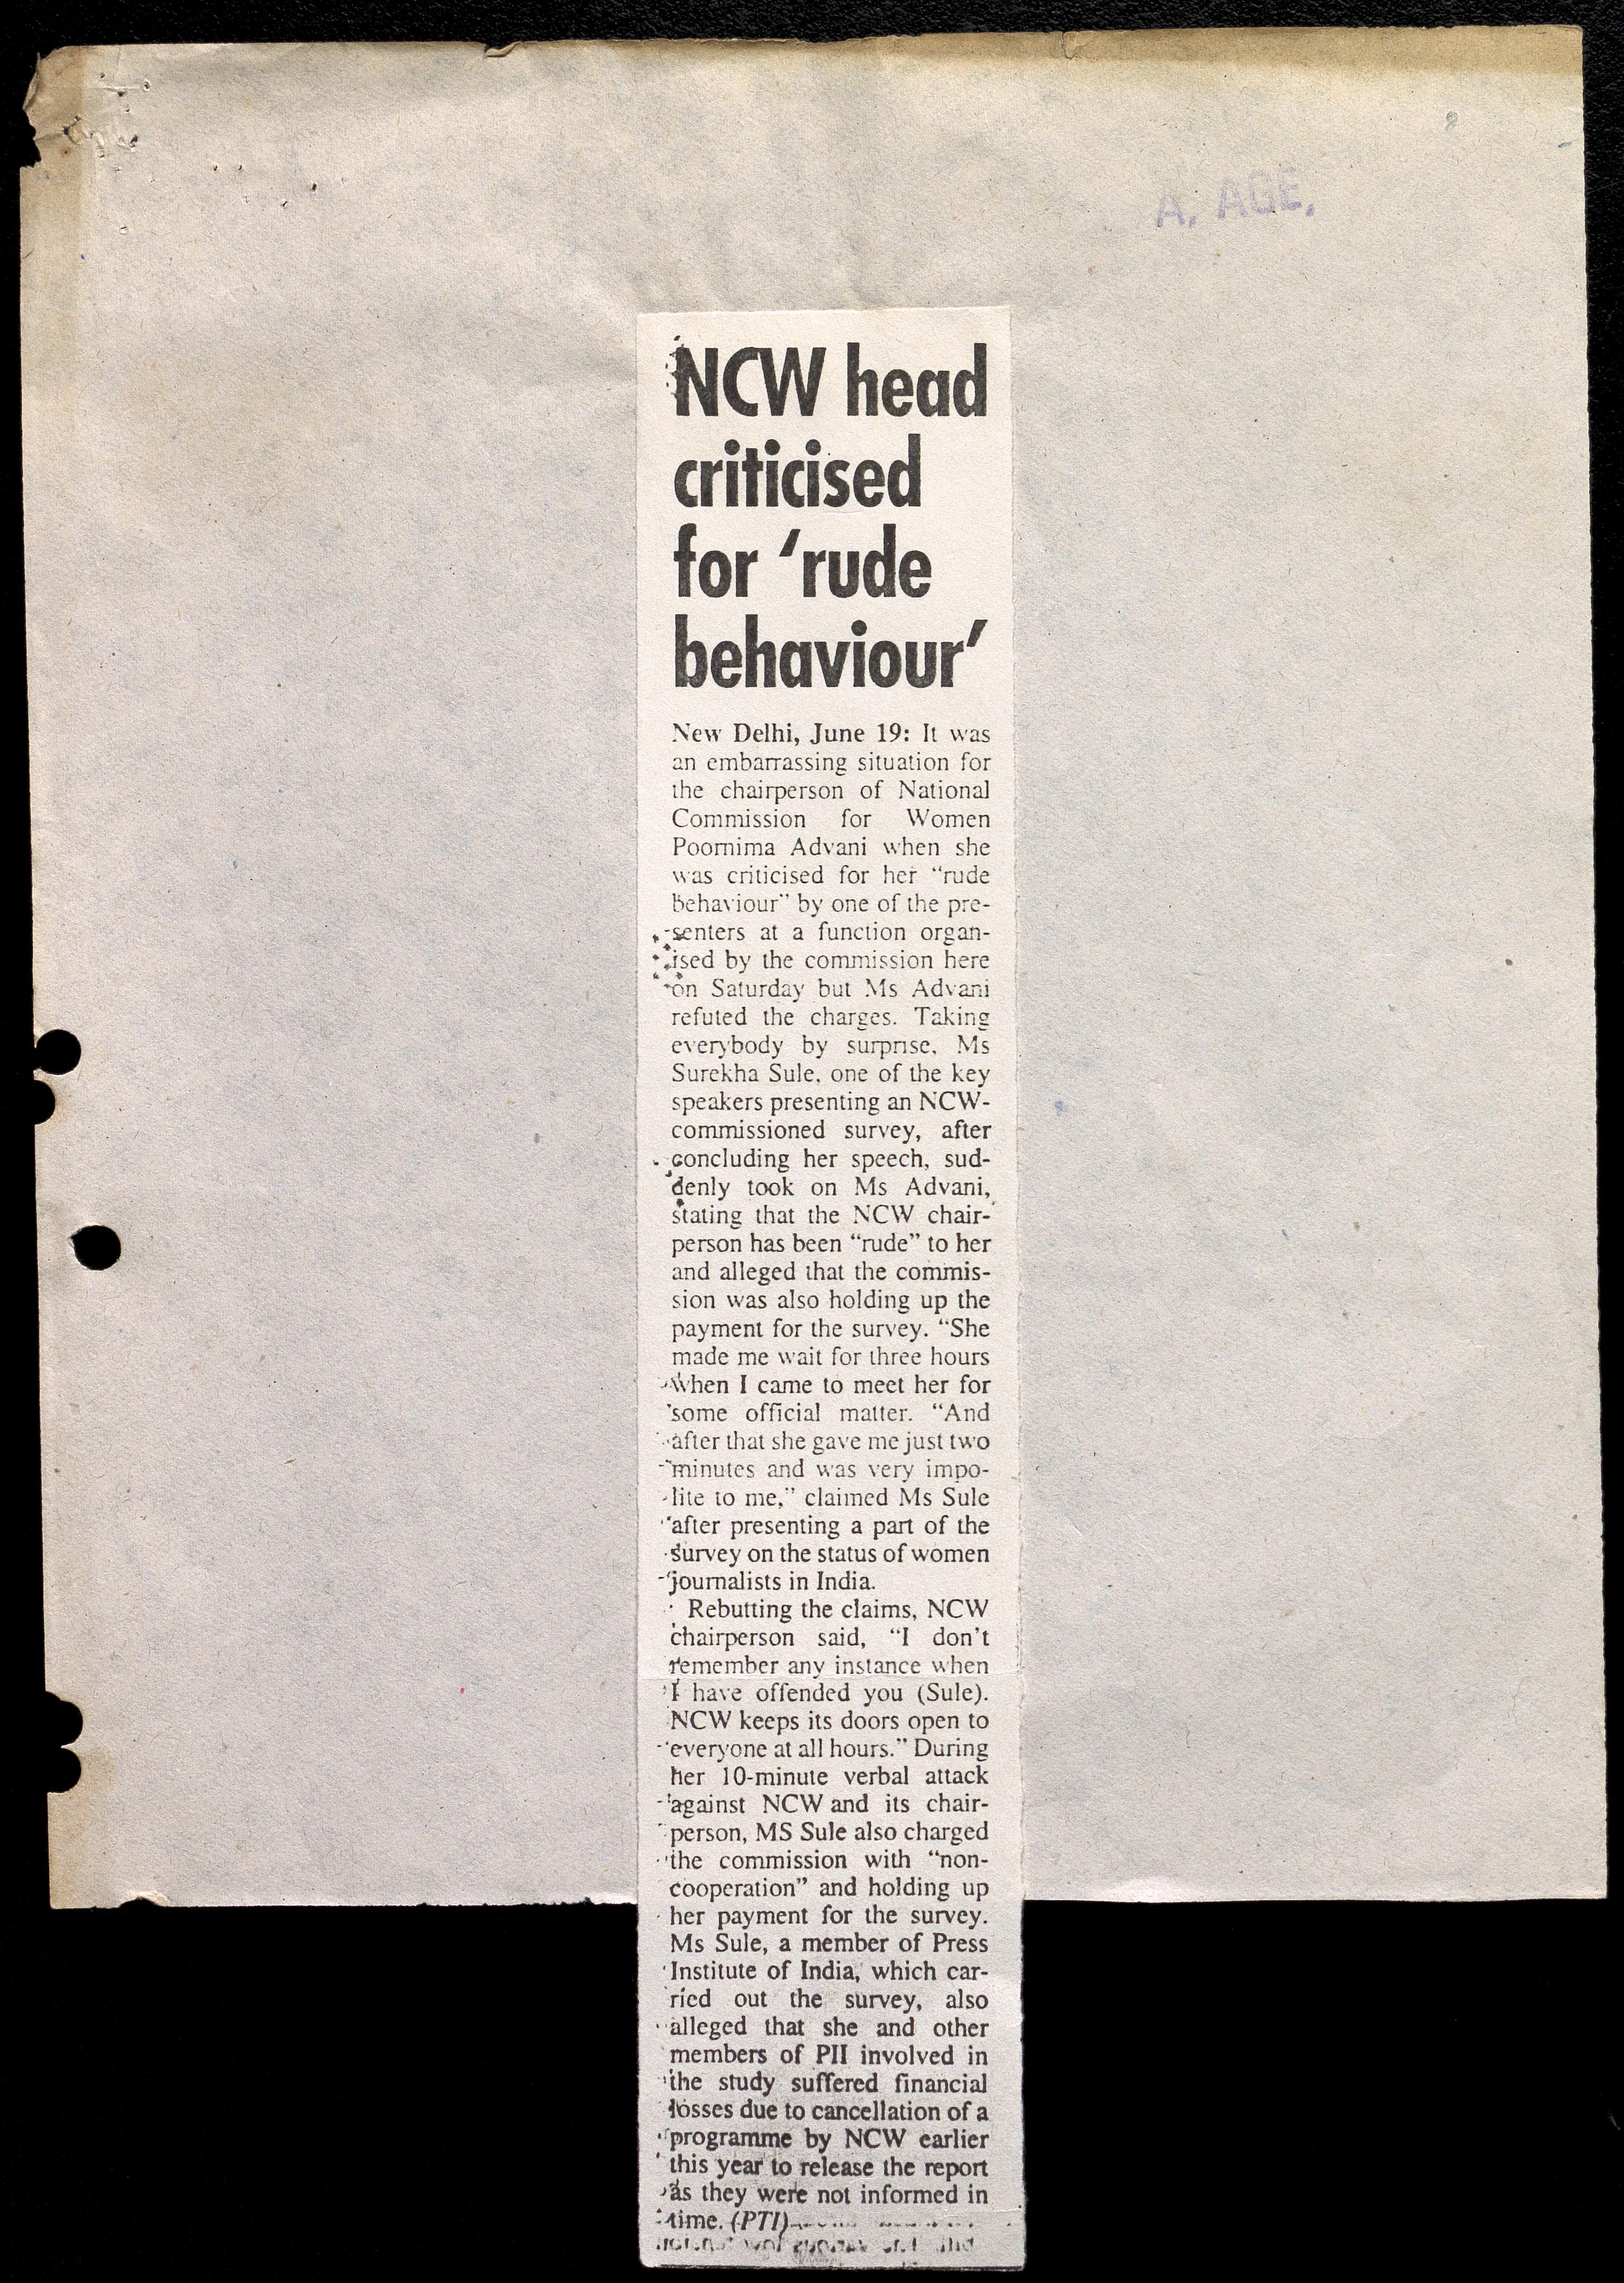 A. AGE.
NCW head
criticised
for ‘rude
behaviour’
New Delhi, June 19: It was
an embarrassing situation for
the chairperson of National
Commission for Women
Poornima Advani when she
was criticised for her “rude
behaviour” by one of the pre-
senters at a function organ-
ised by the commission here
on Saturday but Ms Advani
refuted the charges. Taking
everybody by surprise, Ms
Surekha Sule, one of the key
speakers presenting an NCW-
commissioned survey, after
concluding her speech, sud-
denly took on Ms Advani,
stating that the NCW chair-
person has been “rude” to her
and alleged that the commis-
sion was also holding up the
payment for the survey. “She
made me wait for three hours
when I came to meet her for
some official matter. “And
after that she gave me just two
minutes and was very impo-
lite to me,” claimed Ms Sule
after presenting a part of the
survey on the status of women
journalists in India.
Rebutting the claims, NCW
chairperson said, “I don’t
remember any instance when
I have offended you (Sule).
NCW keeps its doors open to
everyone at all hours.” During
her 10-minute verbal attack
against NCW and its chair-
person, MS Sule also charged
the commission with “non-
cooperation” and holding up
her payment for the survey.
Ms Sule, a member of Press
Institute of India, which car-
ried out the survey, also
alleged that she and other
members of PII involved in
the study suffered financial
losses due to cancellation of a
programme by NCW earlier
this year to release the report
as they were not informed in
time. (PTI)